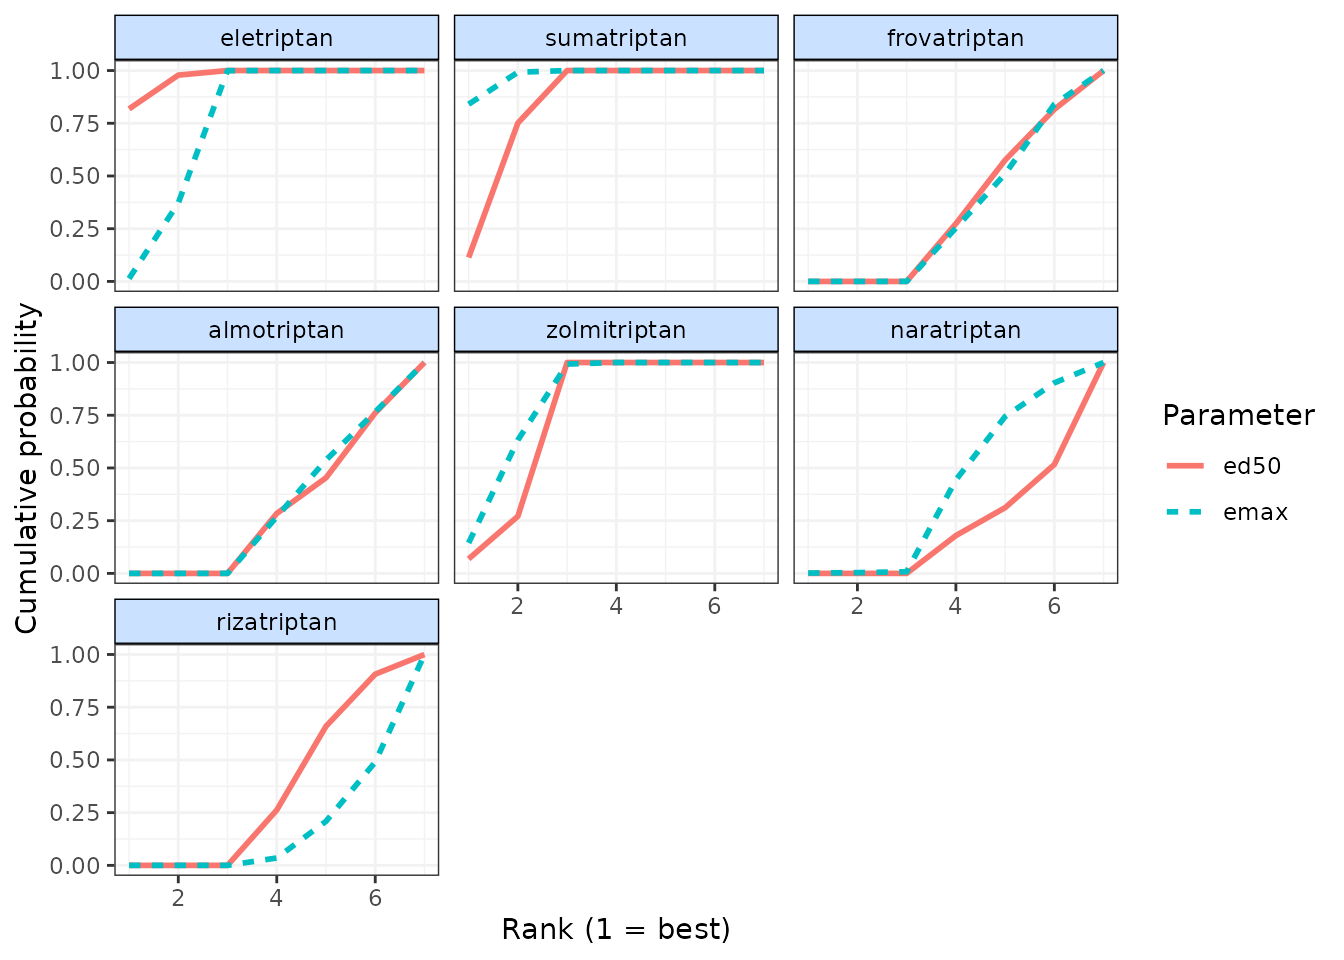 eletriptan sumatriptan frovatriptan
1.00
0.75
0.50
0.25
0.00
almotriptan zolmitriptan naratriptan
1.00
0.75
0.50
0.25
0.00
2 4 6 2 4 6
rizatriptan
1.00
0.75
0.50
0.25
0.00
2 4 6
Rank (1 = best)
Cumulative probability
Parameter
ed50
emax